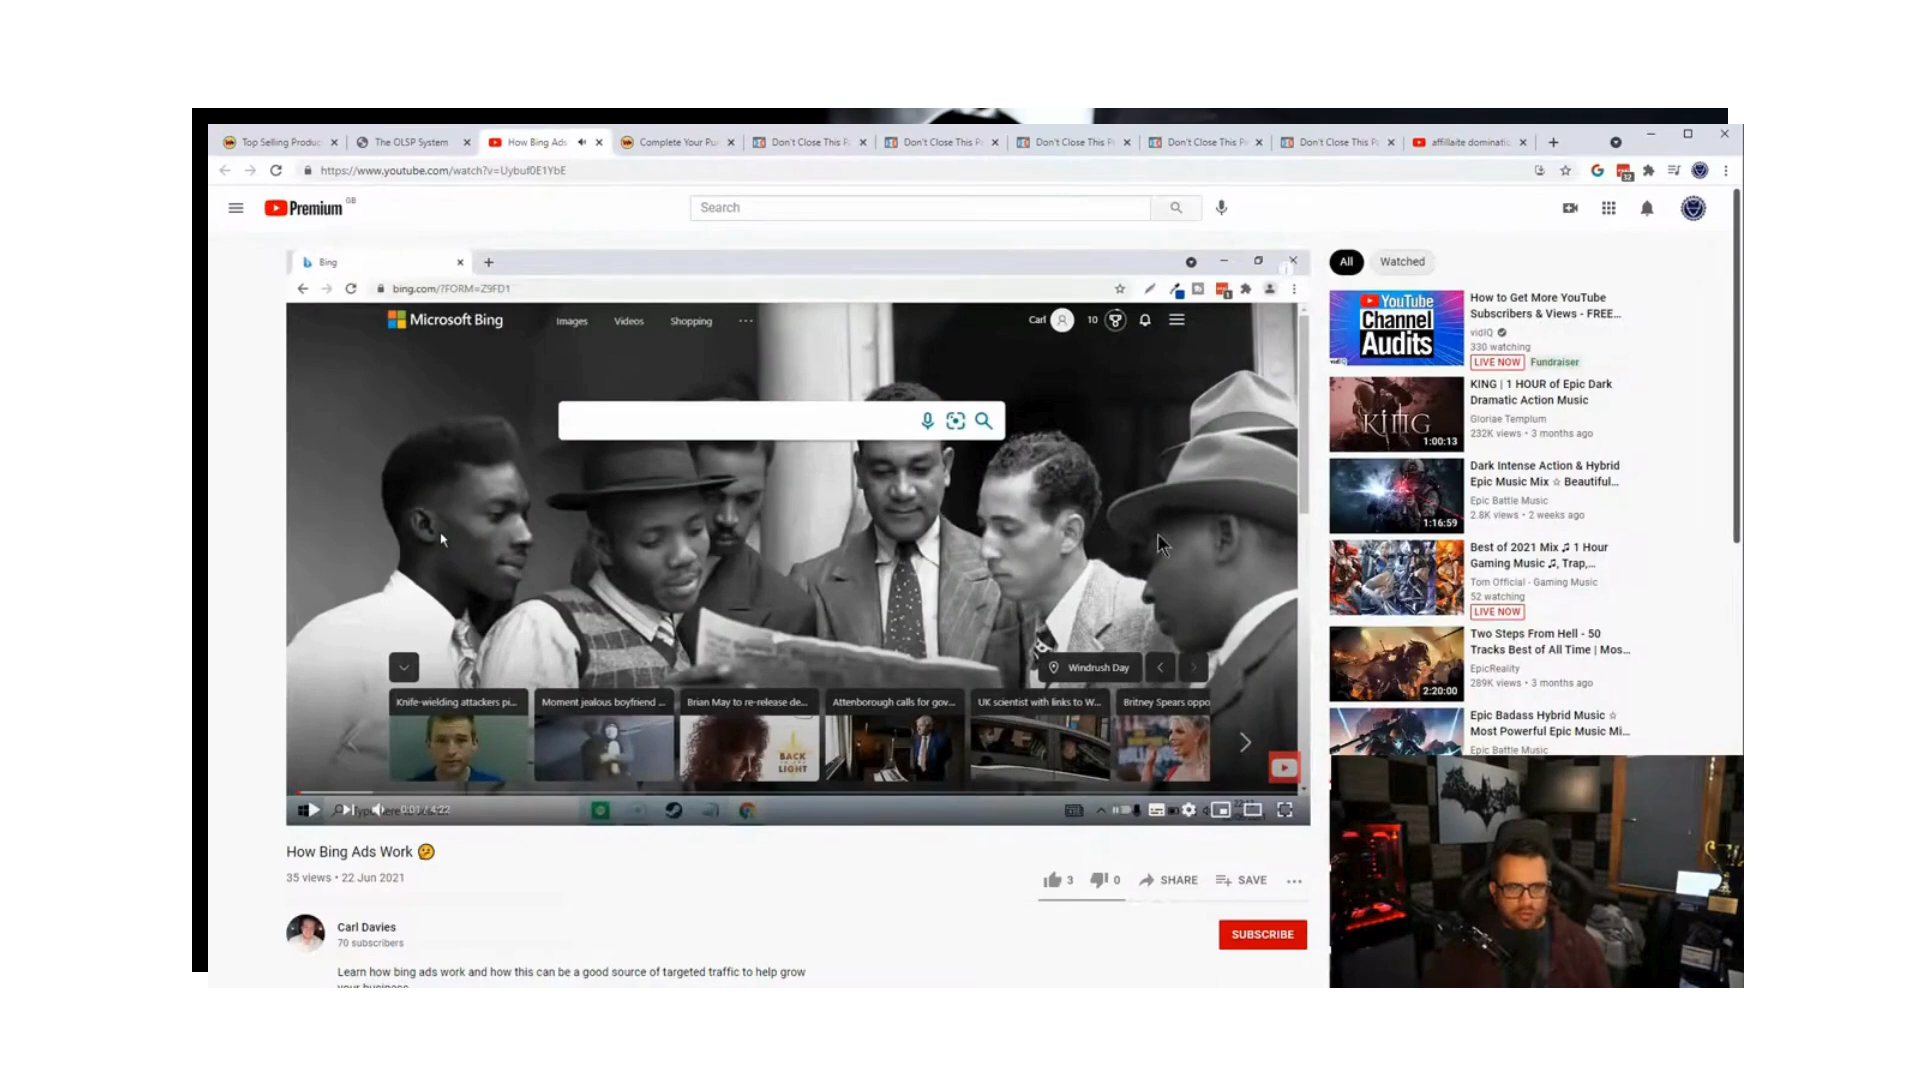 Top Selling Produc
The OLSP System
How Bing Ads
Complete Your Pu
Don't Close This P
Don't Close This P
Don't Close This P
Don't Close This P
Don't Close This P
affillaite dominatic
https://www.youtube.com/watch?v=Uybuf0E1YbE
32
Premium GB
Search
Bing
bing.com/?FORM=Z9FD1
1
Microsoft Bing
Images
Videos
Shopping
Carl
10
Windrush Day
Knife-wielding attackers pi...
Moment jealous boyfriend ...
Brian May to re-release de...
Attenborough calls for gov...
UK scientist with links to W...
Britney Spears oppo
BACK
LIGHT
0:01 / 4:22
How Bing Ads Work
35 views • 22 Jun 2021
3
0
SHARE
SAVE
Carl Davies
70 subscribers
SUBSCRIBE
Learn how bing ads work and how this can be a good source of targeted traffic to help grow
your business
All
Watched
YouTube
Channel
Audits
vidIQ
How to Get More YouTube
Subscribers & Views - FREE...
vidIQ
330 watching
LIVE NOW
Fundraiser
KING
1:00:13
KING | 1 HOUR of Epic Dark
Dramatic Action Music
Gloriae Templum
232K views • 3 months ago
1:16:59
Dark Intense Action & Hybrid
Epic Music Mix ☆ Beautiful...
Epic Battle Music
2.8K views • 2 weeks ago
Best of 2021 Mix ♫ 1 Hour
Gaming Music ♫, Trap,...
Tom Official - Gaming Music
52 watching
LIVE NOW
2:20:00
Two Steps From Hell - 50
Tracks Best of All Time | Mos...
EpicReality
289K views • 3 months ago
Epic Badass Hybrid Music ☆
Most Powerful Epic Music Mi...
Epic Battle Music